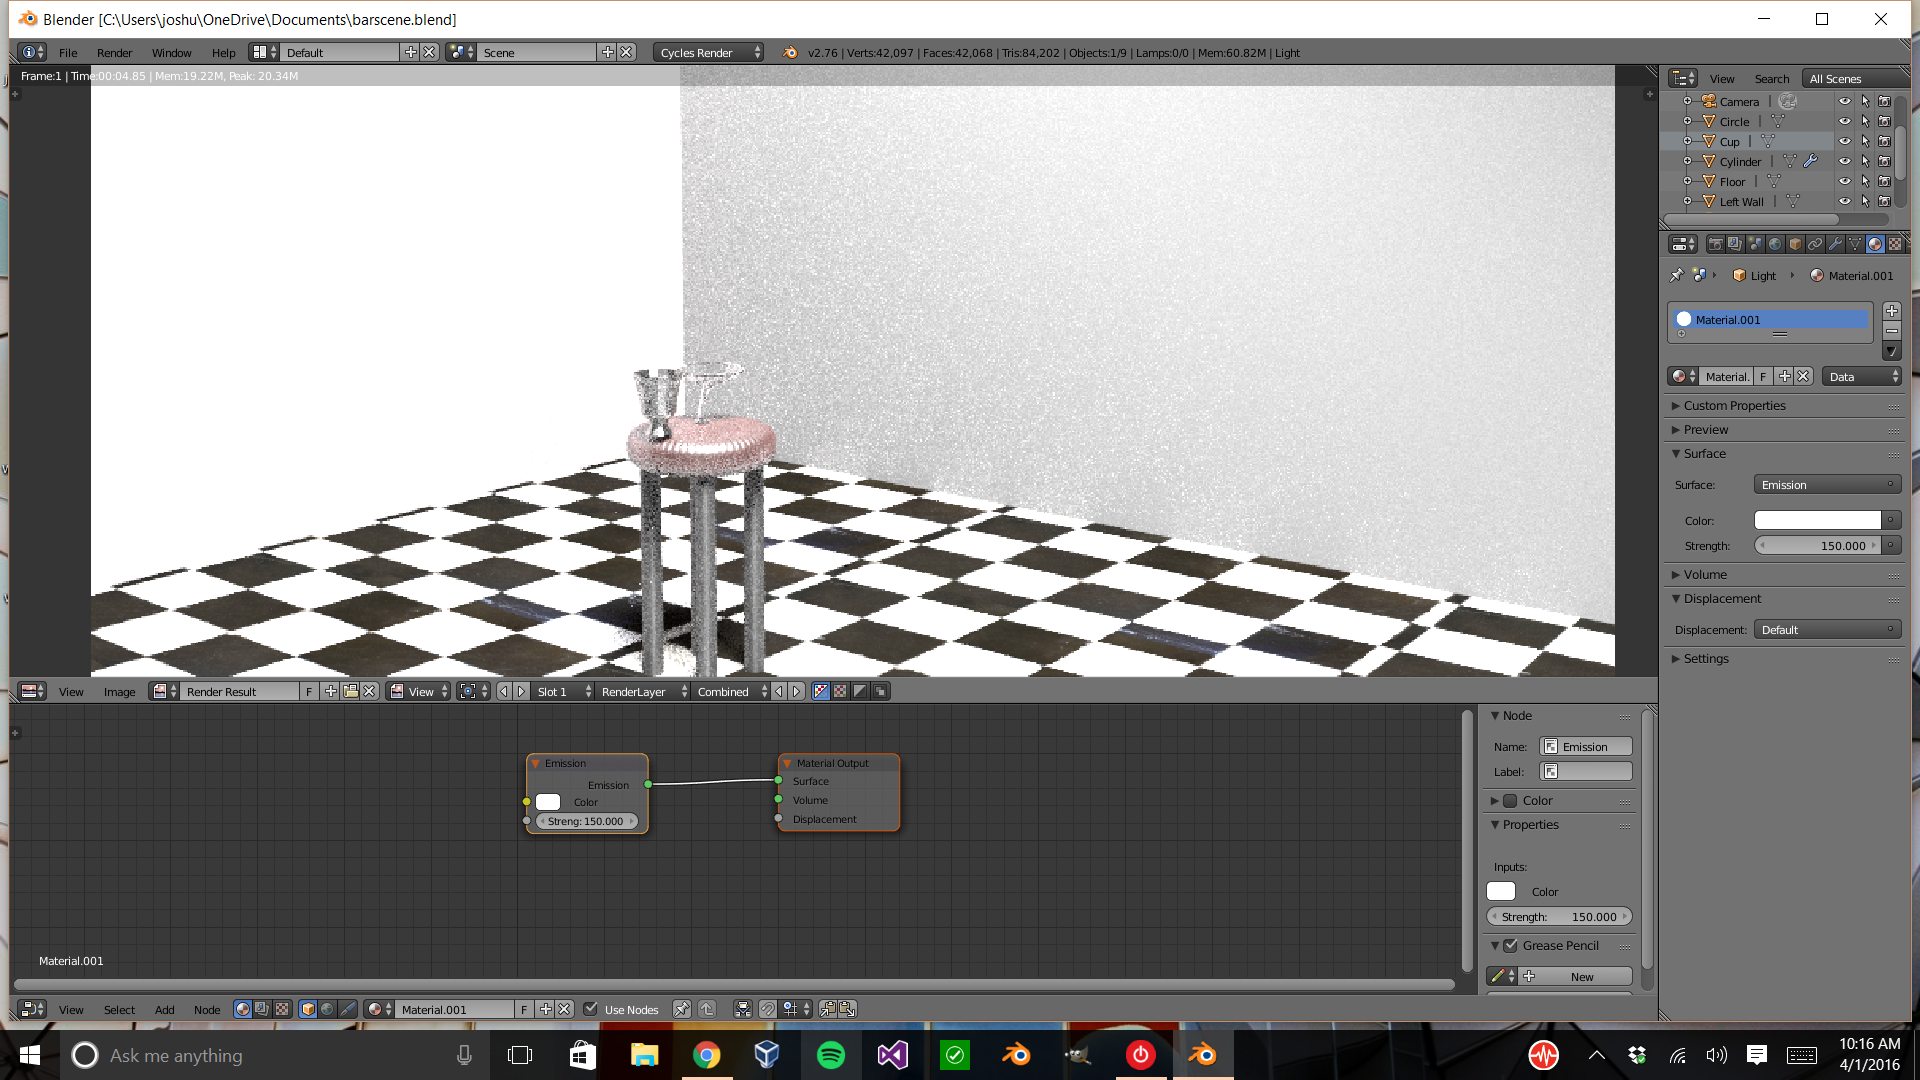 Blender [C:\Users\joshu\OneDrive\Documents\barscene.blend]
File Render Window Help Default Scene Cycles Render v2.76 | Verts:42,097 | Faces:42,068 | Tris:84,202 | Objects:1/9 | Lamps:0/0 | Mem:60.82M | Light
Frame:1 | Time:00:04.85 | Mem:19.22M, Peak: 20.34M
View Search All Scenes
Camera
Circle
Cup
Cylinder
Floor
Left Wall
Light Material.001
Material.001
Material. F Data
Custom Properties
Preview
Surface
Surface: Emission
Color:
Strength: 150.000
Volume
Displacement
Displacement: Default
Settings
View Image Render Result F View Slot 1 RenderLayer Combined
Emission
Emission
Color
Streng: 150.000
Material Output
Surface
Volume
Displacement
Node
Name: Emission
Label:
Color
Properties
Inputs:
Color
Strength: 150.000
Grease Pencil
New
Material.001
View Select Add Node Material.001 F Use Nodes
Ask me anything
10:16 AM
4/1/2016